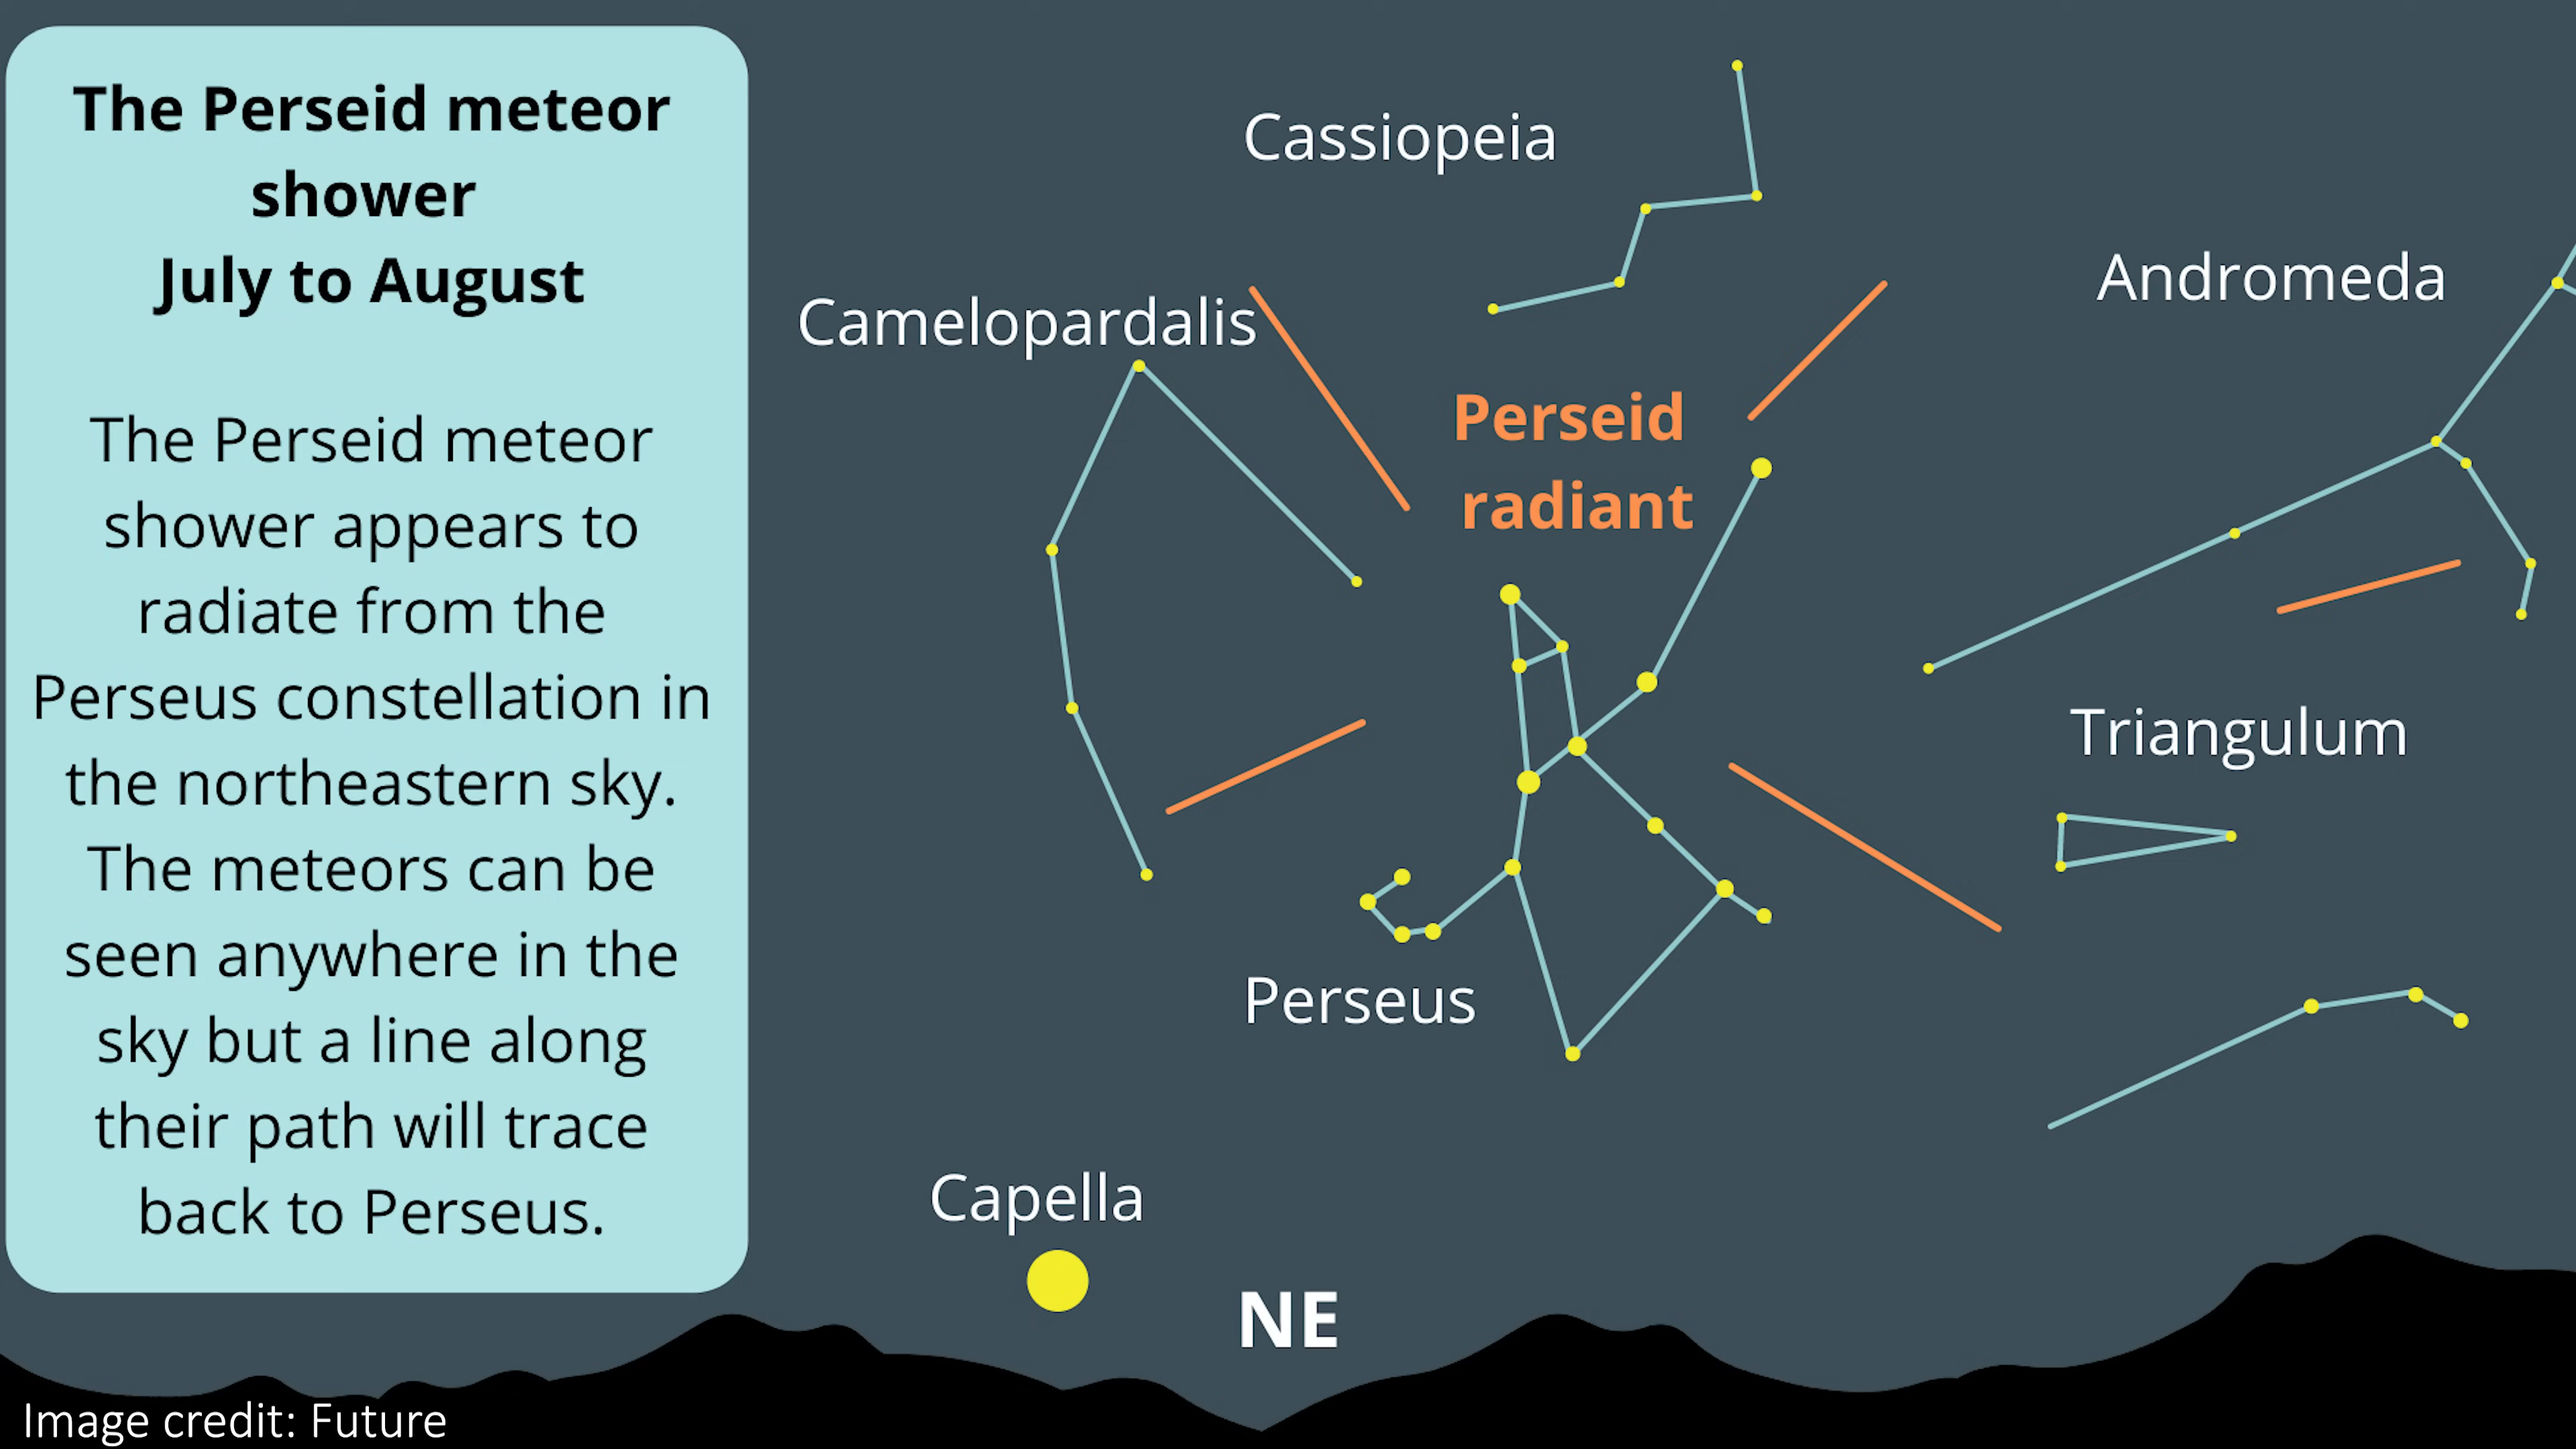 The Perseid meteor
shower
July to August
The Perseid meteor
shower appears to
radiate from the
Perseus constellation in
the northeastern sky.
The meteors can be
seen anywhere in the
sky but a line along
their path will trace
back to Perseus.
Cassiopeia
Andromeda
Camelopardalis
Perseid
radiant
Triangulum
Perseus
Capella
NE
Image credit: Future